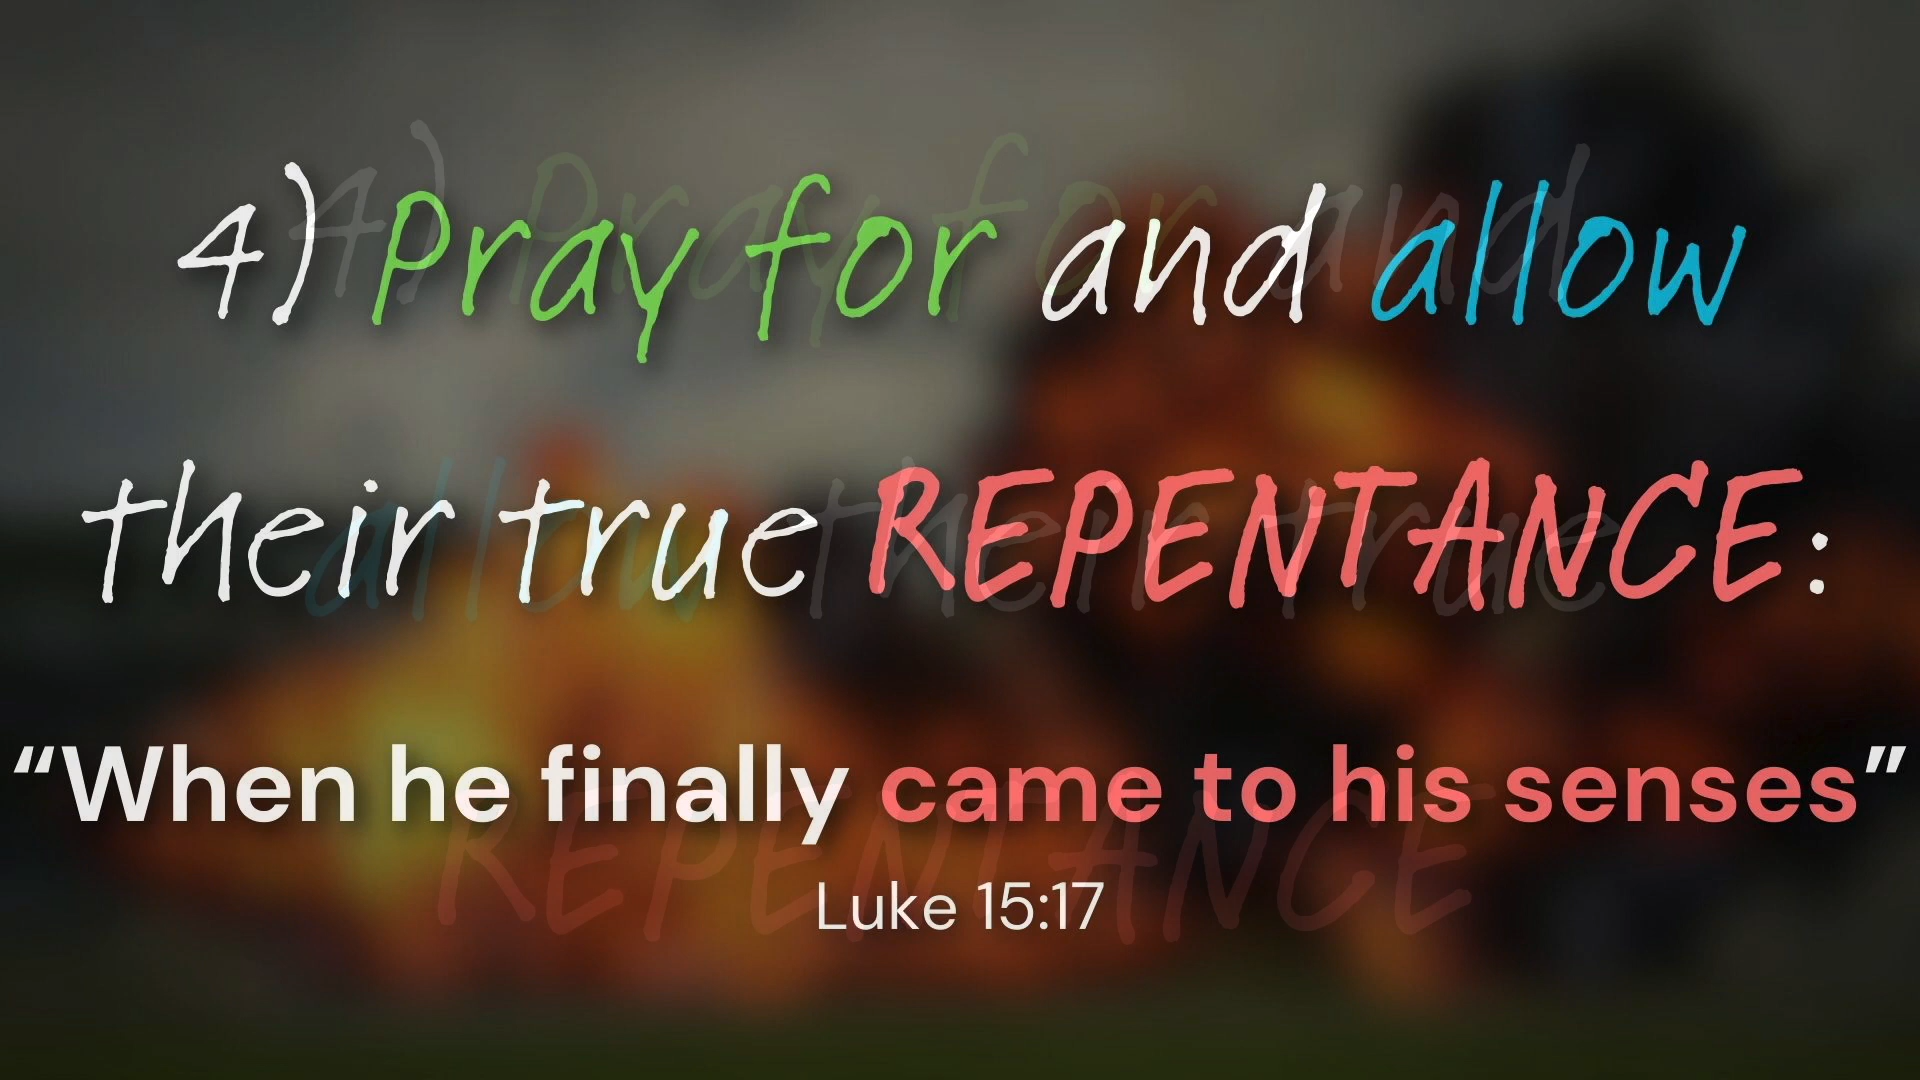 4) Pray for and allow
their true REPENTANCE:
“When he finally came to his senses”
Luke 15:17